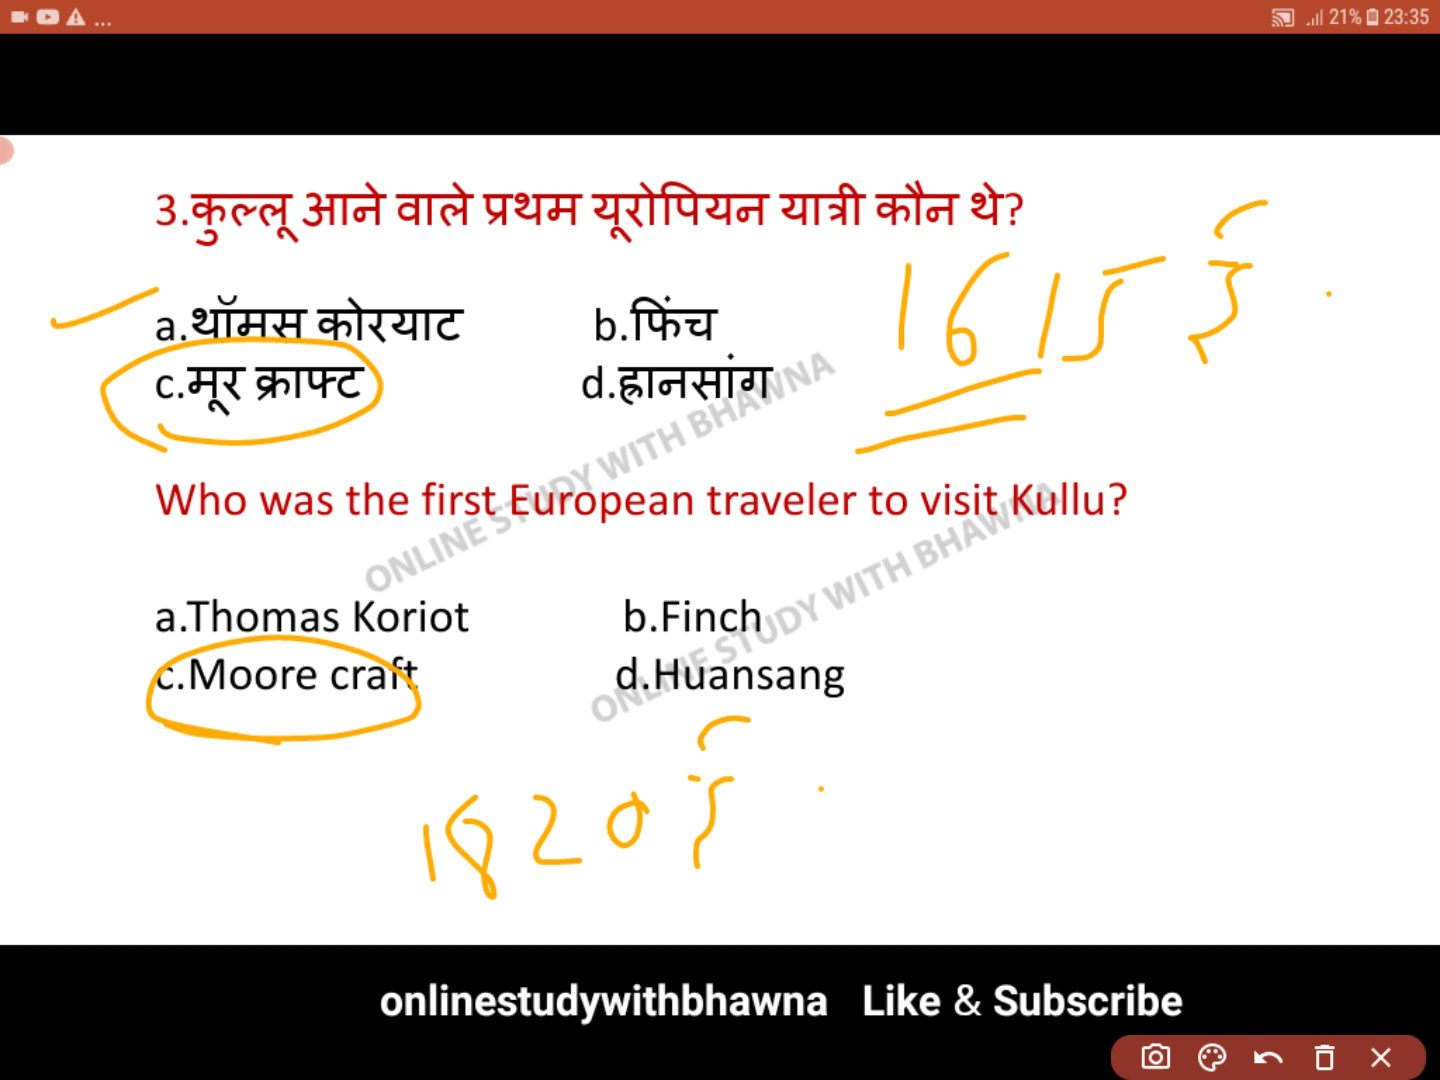 ... 21% 23:35
3.कुल्लू आने वाले प्रथम यूरोपियन यात्री कौन थे?
1615 ई
a.थॉमस कोरयाट b.फिंच
c.मूर क्राफ्ट d.ह्रानसांग
Who was the first European traveler to visit Kullu?
a.Thomas Koriot b.Finch
c.Moore craft d.Huansang
1820 ई
ONLINE STUDY WITH BHAWNA
ONLINE STUDY WITH BHAWNA
onlinestudywithbhawna Like & Subscribe